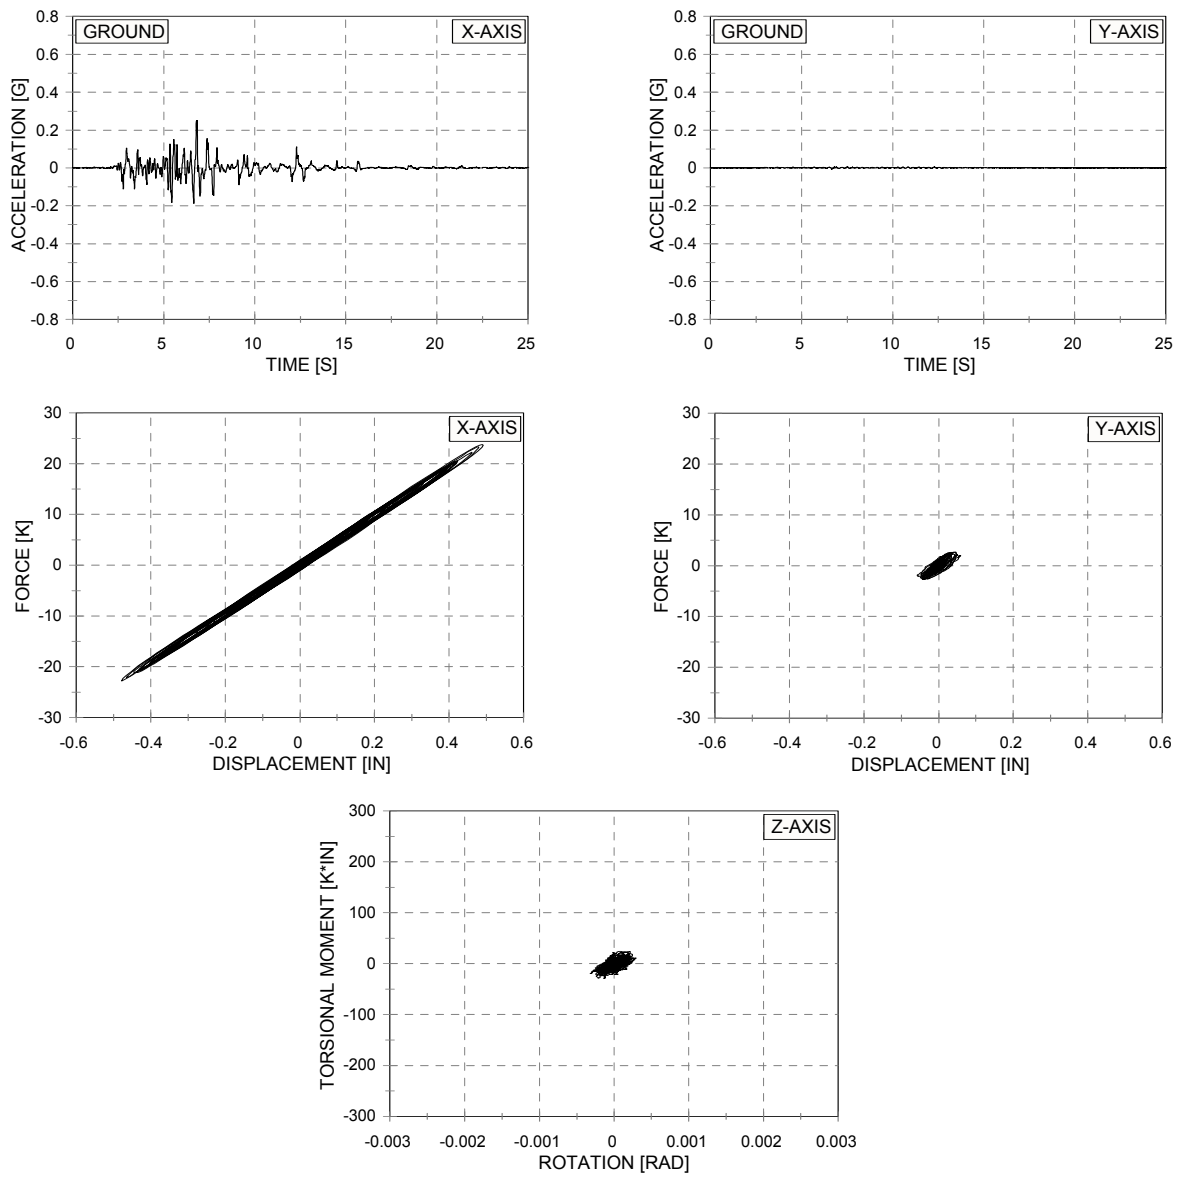 GROUND
X-AXIS
0.8
0.6
0.4
0.2
0
-0.2
-0.4
-0.6
-0.8
ACCELERATION [G]
0 5 10 15 20 25
TIME [S]
GROUND
Y-AXIS
0.8
0.6
0.4
0.2
0
-0.2
-0.4
-0.6
-0.8
ACCELERATION [G]
0 5 10 15 20 25
TIME [S]
X-AXIS
30
20
10
0
-10
-20
-30
FORCE [K]
-0.6 -0.4 -0.2 0 0.2 0.4 0.6
DISPLACEMENT [IN]
Y-AXIS
30
20
10
0
-10
-20
-30
FORCE [K]
-0.6 -0.4 -0.2 0 0.2 0.4 0.6
DISPLACEMENT [IN]
Z-AXIS
300
200
100
0
-100
-200
-300
TORSIONAL MOMENT [K*IN]
-0.003 -0.002 -0.001 0 0.001 0.002 0.003
ROTATION [RAD]